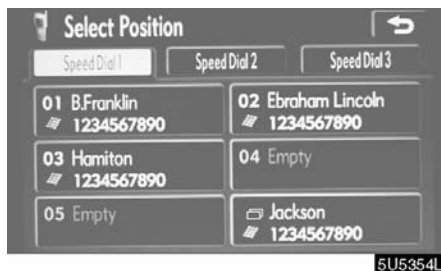 Select Position
Speed Dial 1 Speed Dial 2 Speed Dial 3
01 B.Franklin
1234567890
02 Ebraham Lincoln
1234567890
03 Hamiton
1234567890
04 Empty
05 Empty
Jackson
1234567890
5U5354L